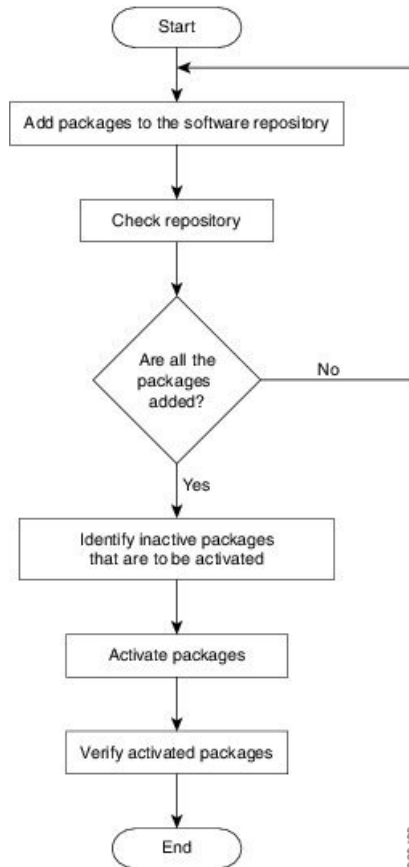 Start
Add packages to the software repository
Check repository
Are all the
packages
added?
No
Yes
Identify inactive packages
that are to be activated
Activate packages
Verify activated packages
End